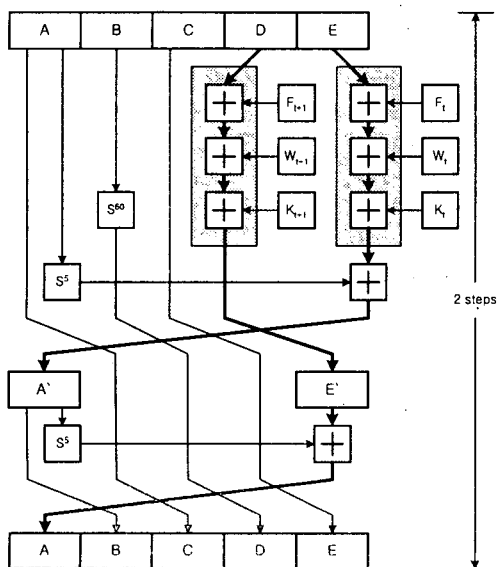 A B C D E
F_{t+1} F_t
W_{t+1} W_t
S^{60} K_{t+1} K_t
S^5
2 steps
A` E`
S^5
A B C D E